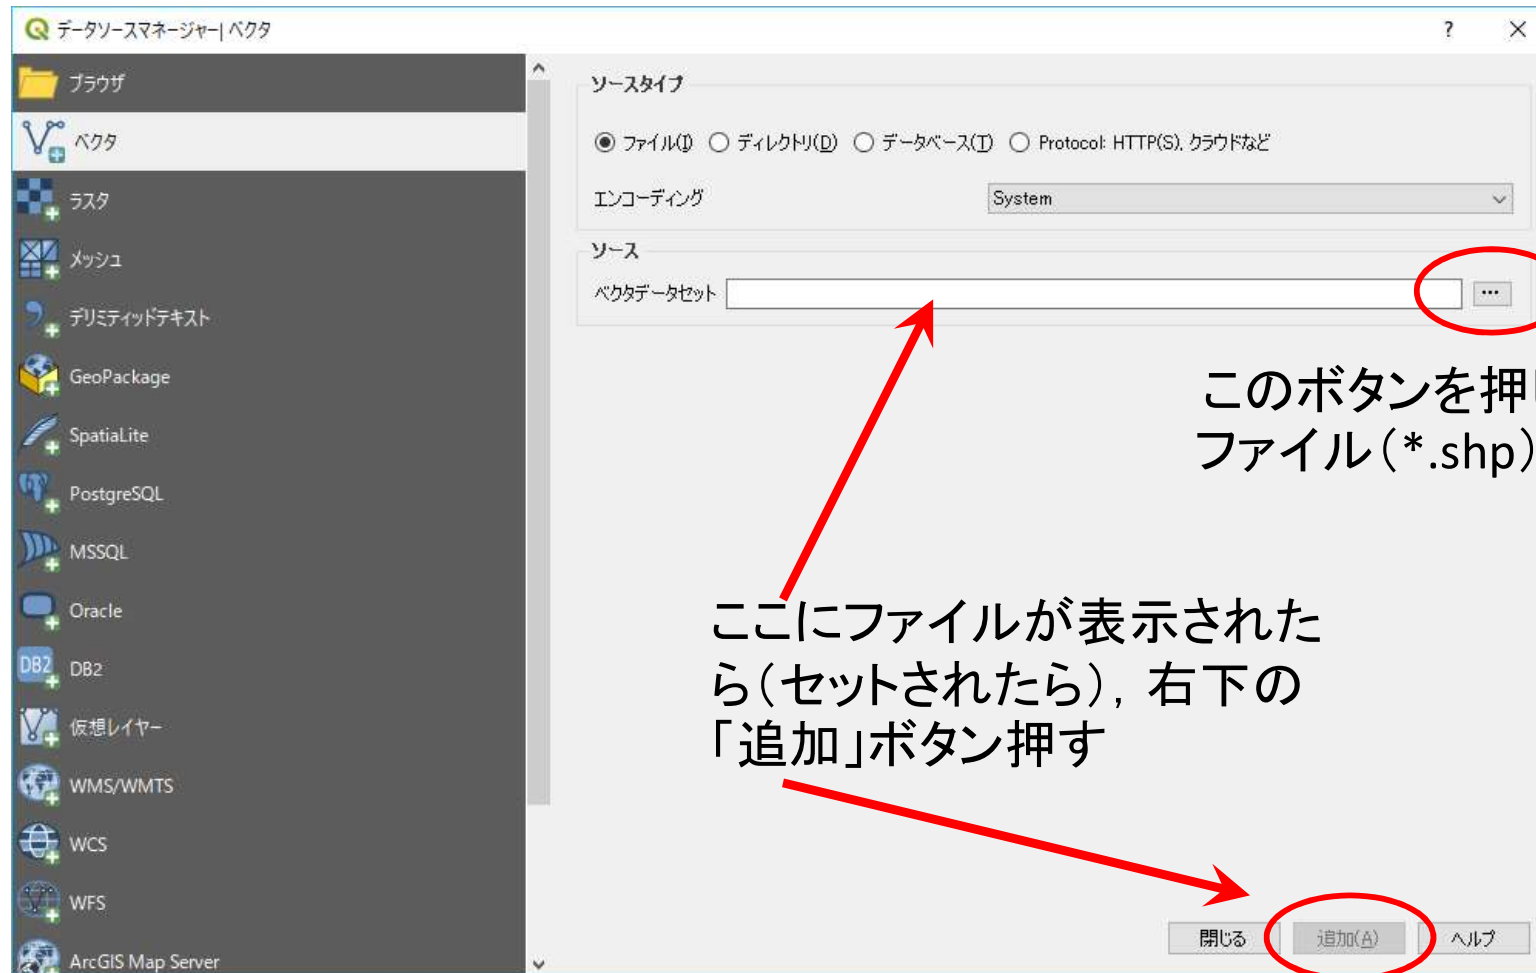 データソースマネージャー | ベクタ
?
ブラウザ
ベクタ
ラスタ
メッシュ
デリミティッドテキスト
GeoPackage
SpatiaLite
PostgreSQL
MSSQL
Oracle
DB2 DB2
仮想レイヤー
WMS/WMTS
WCS
WFS
ArcGIS Map Server
ソースタイプ
ファイル(I) ディレクトリ(D) データベース(T) Protocol: HTTP(S), クラウドなど
エンコーディング System
ソース
ベクタデータセット ...
このボタンを押し
ファイル(*.shp)
ここにファイルが表示された
ら(セットされたら), 右下の
「追加」ボタン押す
閉じる 追加(A) ヘルプ